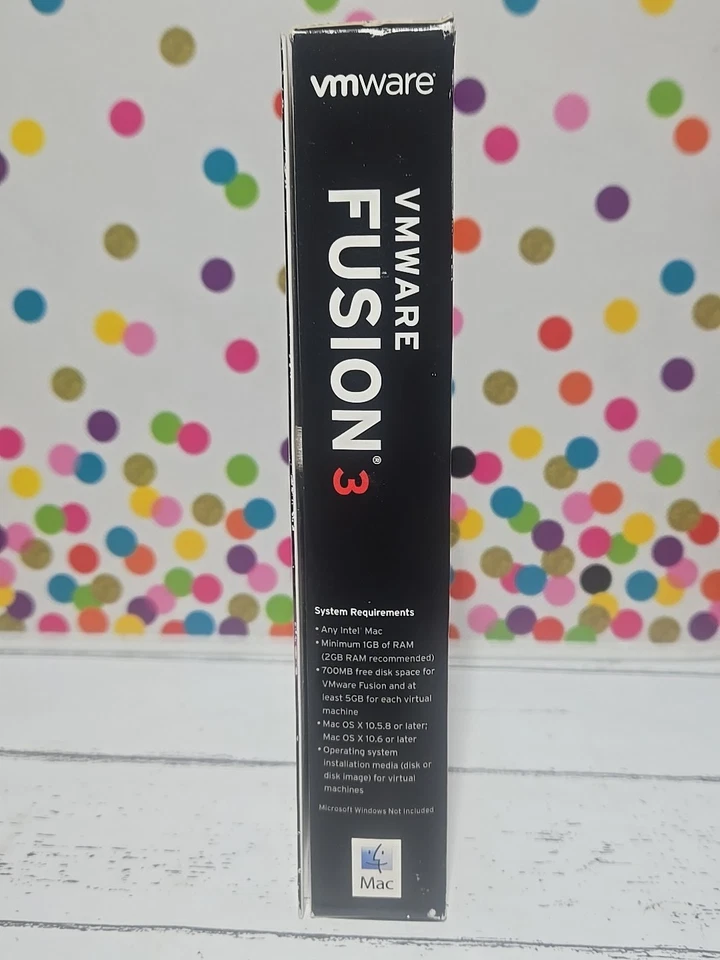 vmware®
VMWARE
FUSION® 3
System Requirements
• Any Intel® Mac
• Minimum 1GB of RAM
(2GB RAM recommended)
• 700MB free disk space for
VMware Fusion and at
least 5GB for each virtual
machine
• Mac OS X 10.5.8 or later;
Mac OS X 10.6 or later
• Operating system
installation media (disk or
disk image) for virtual
machines
Microsoft Windows Not Included
Mac